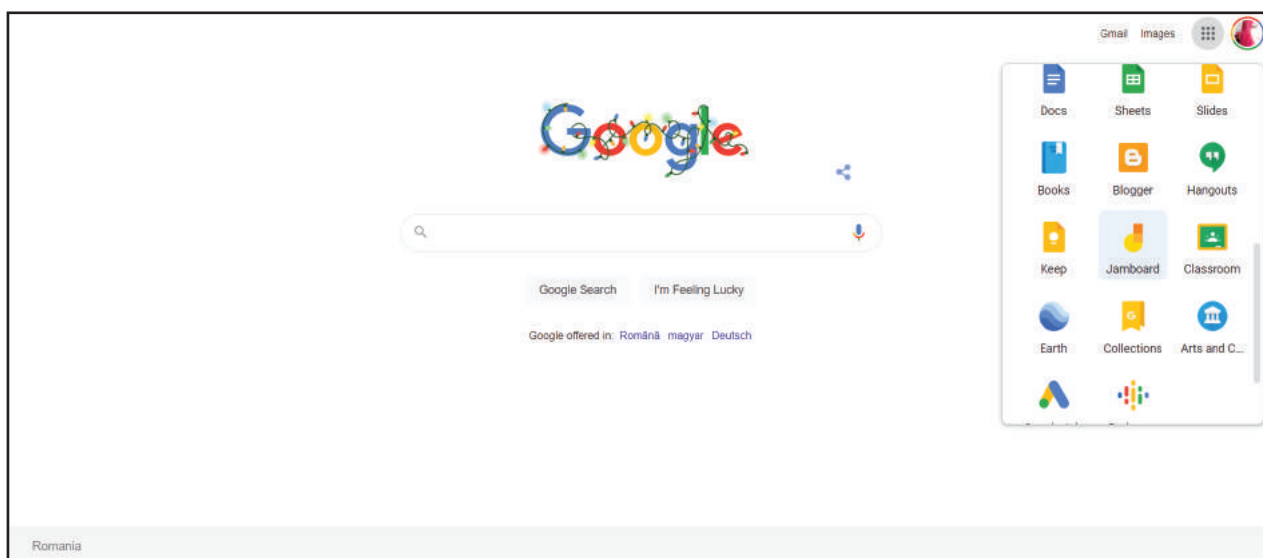 Gmail Images
Docs Sheets Slides
Google
Books Blogger Hangouts
Keep Jamboard Classroom
Google Search I'm Feeling Lucky
Google offered in: Română magyar Deutsch
Earth Collections Arts and C...
G
Romania